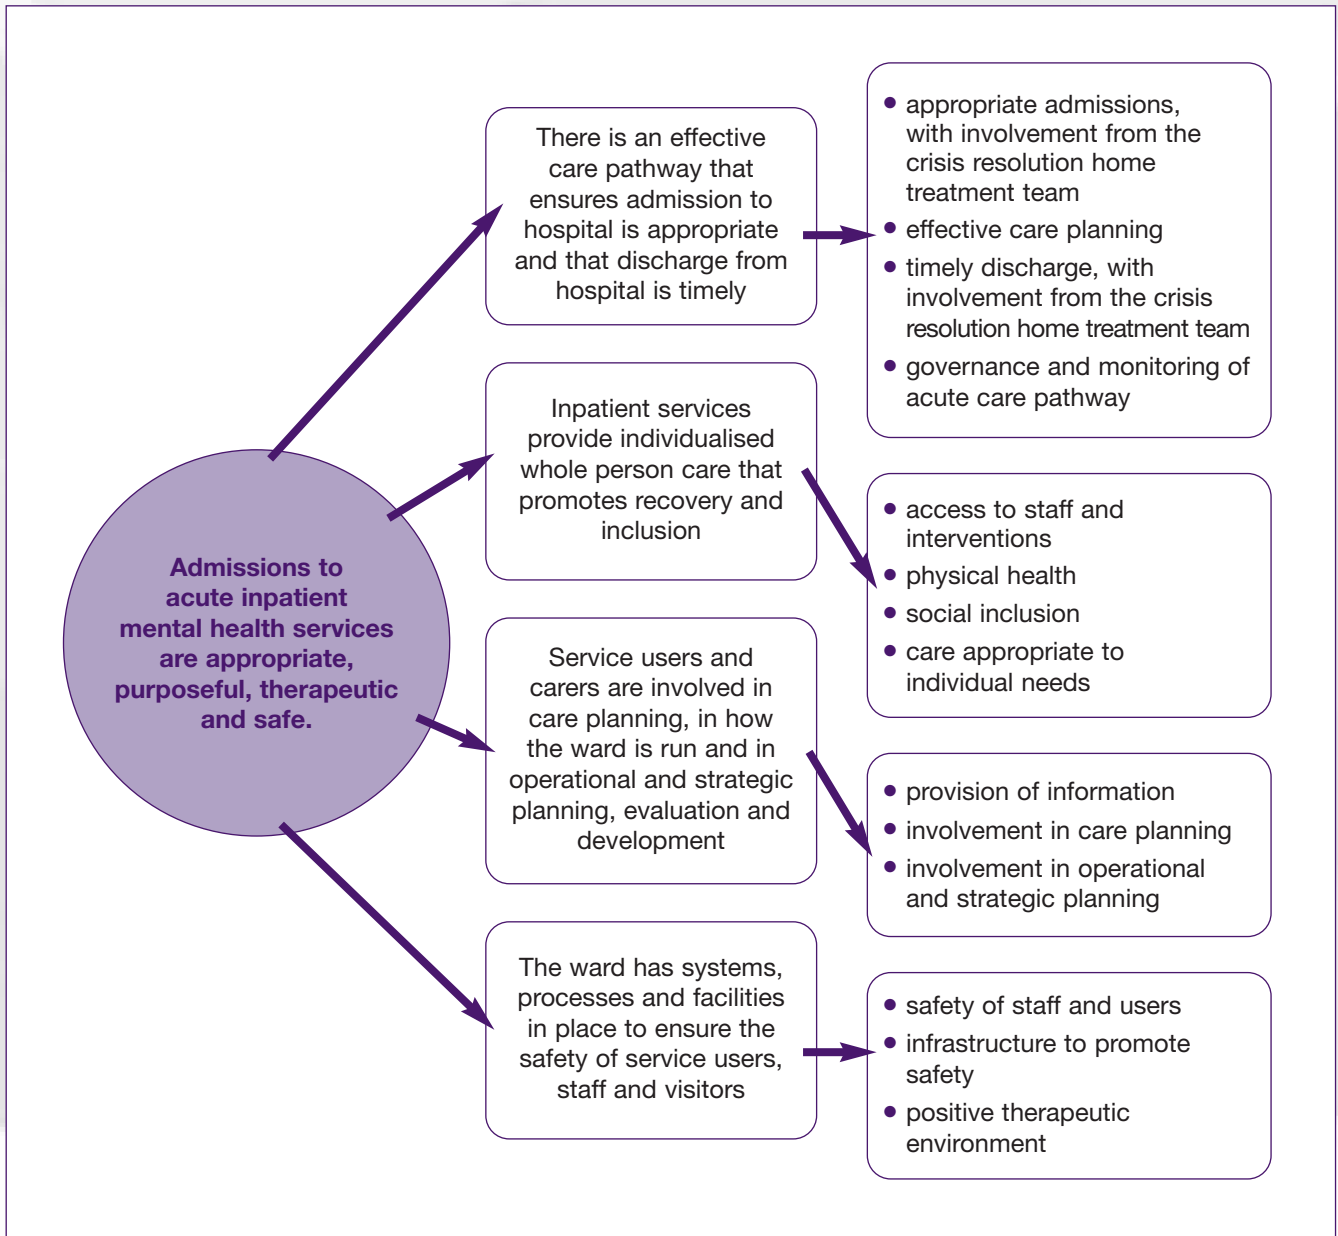 Admissions to
acute inpatient
mental health services
are appropriate,
purposeful, therapeutic
and safe.
There is an effective
care pathway that
ensures admission to
hospital is appropriate
and that discharge from
hospital is timely
• appropriate admissions,
with involvement from the
crisis resolution home
treatment team
• effective care planning
• timely discharge, with
involvement from the crisis
resolution home treatment team
• governance and monitoring of
acute care pathway
Inpatient services
provide individualised
whole person care that
promotes recovery and
inclusion
• access to staff and
interventions
• physical health
• social inclusion
• care appropriate to
individual needs
Service users and
carers are involved in
care planning, in how
the ward is run and in
operational and strategic
planning, evaluation and
development
• provision of information
• involvement in care planning
• involvement in operational
and strategic planning
The ward has systems,
processes and facilities
in place to ensure the
safety of service users,
staff and visitors
• safety of staff and users
• infrastructure to promote
safety
• positive therapeutic
environment